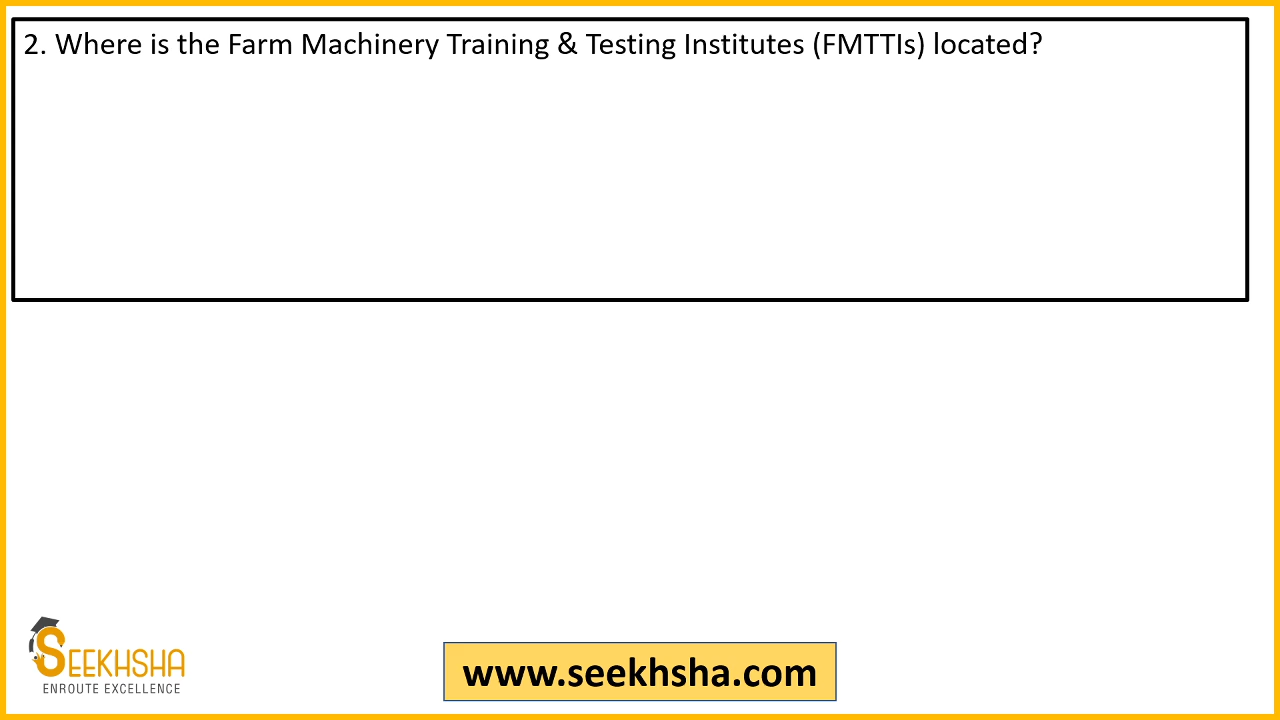 2. Where is the Farm Machinery Training & Testing Institutes (FMTTIs) located?
SEEKHSHA
ENROUTE EXCELLENCE
www.seekhsha.com